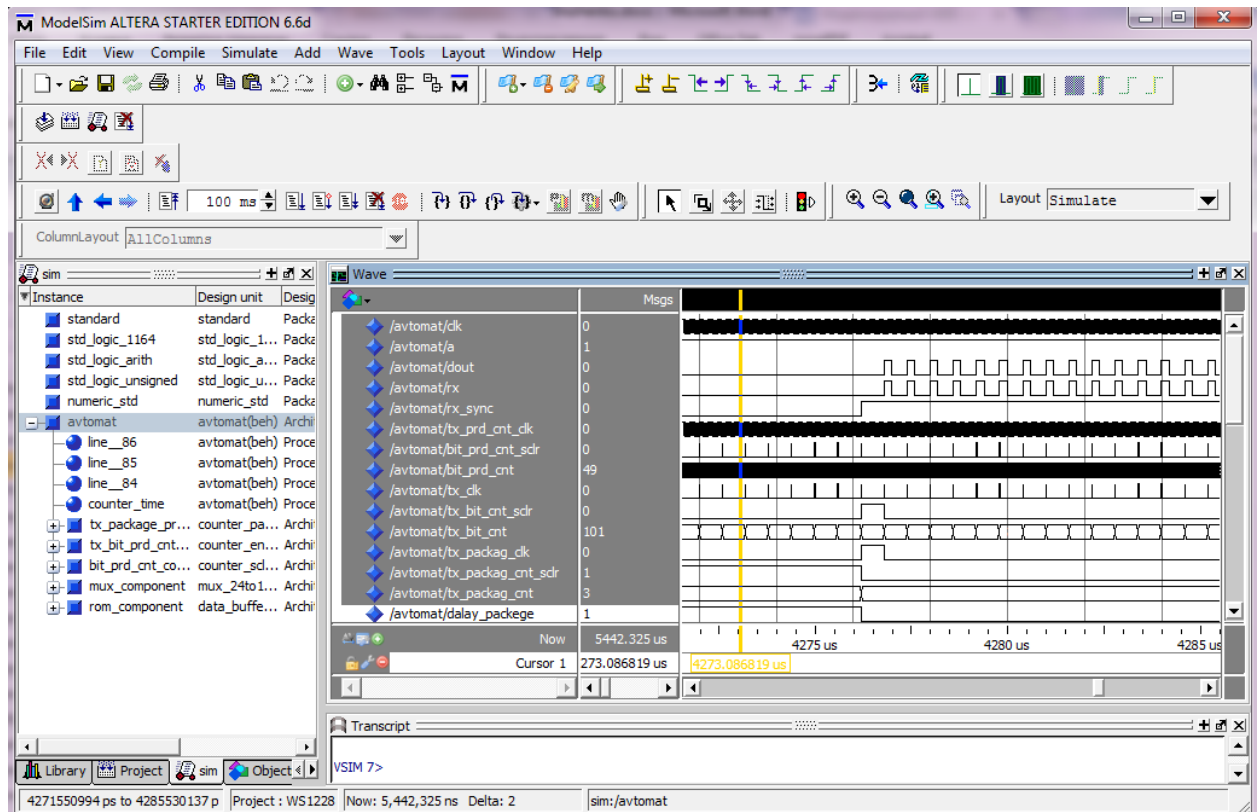 ModelSim ALTERA STARTER EDITION 6.6d
File Edit View Compile Simulate Add Wave Tools Layout Window Help
100 ms
Layout Simulate
ColumnLayout AllColumns
sim
Instance Design unit Desig
standard standard Packa
std_logic_1164 std_logic_1... Packa
std_logic_arith std_logic_a... Packa
std_logic_unsigned std_logic_u... Packa
numeric_std numeric_std Packa
avtomat avtomat(beh) Archi
line__86 avtomat(beh) Proce
line__85 avtomat(beh) Proce
line__84 avtomat(beh) Proce
counter_time avtomat(beh) Proce
tx_package_pr... counter_pa... Archi
tx_bit_prd_cnt... counter_en... Archi
bit_prd_cnt_co... counter_scl... Archi
mux_component mux_24to1... Archi
rom_component data_buffe... Archi
Library Project sim Object
Wave
Msgs
/avtomat/clk 0
/avtomat/a 1
/avtomat/dout 0
/avtomat/rx 0
/avtomat/rx_sync 0
/avtomat/tx_prd_cnt_clk 0
/avtomat/bit_prd_cnt_sclr 0
/avtomat/bit_prd_cnt 49
/avtomat/tx_clk 0
/avtomat/tx_bit_cnt_sclr 0
/avtomat/tx_bit_cnt 101
/avtomat/tx_packag_clk 0
/avtomat/tx_packag_cnt_sclr 1
/avtomat/tx_packag_cnt 3
/avtomat/dalay_packege 1
Now 5442.325 us 4275 us 4280 us 4285 us
Cursor 1 273.086819 us 4273.086819 us
Transcript
VSIM 7>
4271550994 ps to 4285530137 p Project : WS1228 Now: 5,442,325 ns Delta: 2 sim:/avtomat